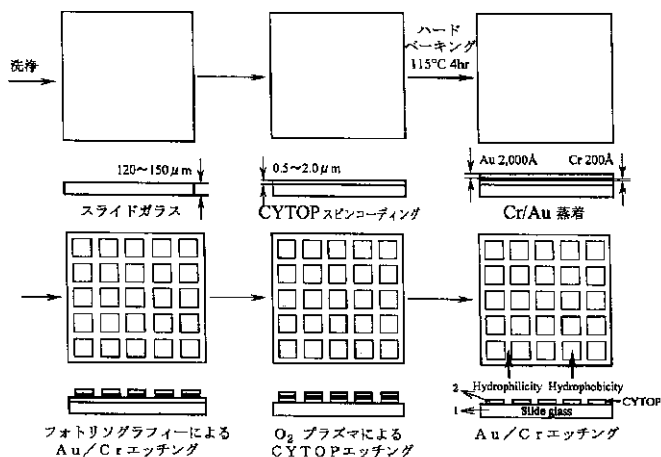 洗浄
ハード
ベーキング
115℃ 4hr
120~150μm
スライドガラス
0.5~2.0μm
CYTOP スピンコーディング
Au 2,000Å
Cr 200Å
Cr/Au 蒸着
フォトリソグラフィーによる
Au/Crエッチング
O₂ プラズマによる
CYTOPエッチング
Hydrophilicity
Hydrophobicity
2
CYTOP
1
Slide glass
Au/Crエッチング